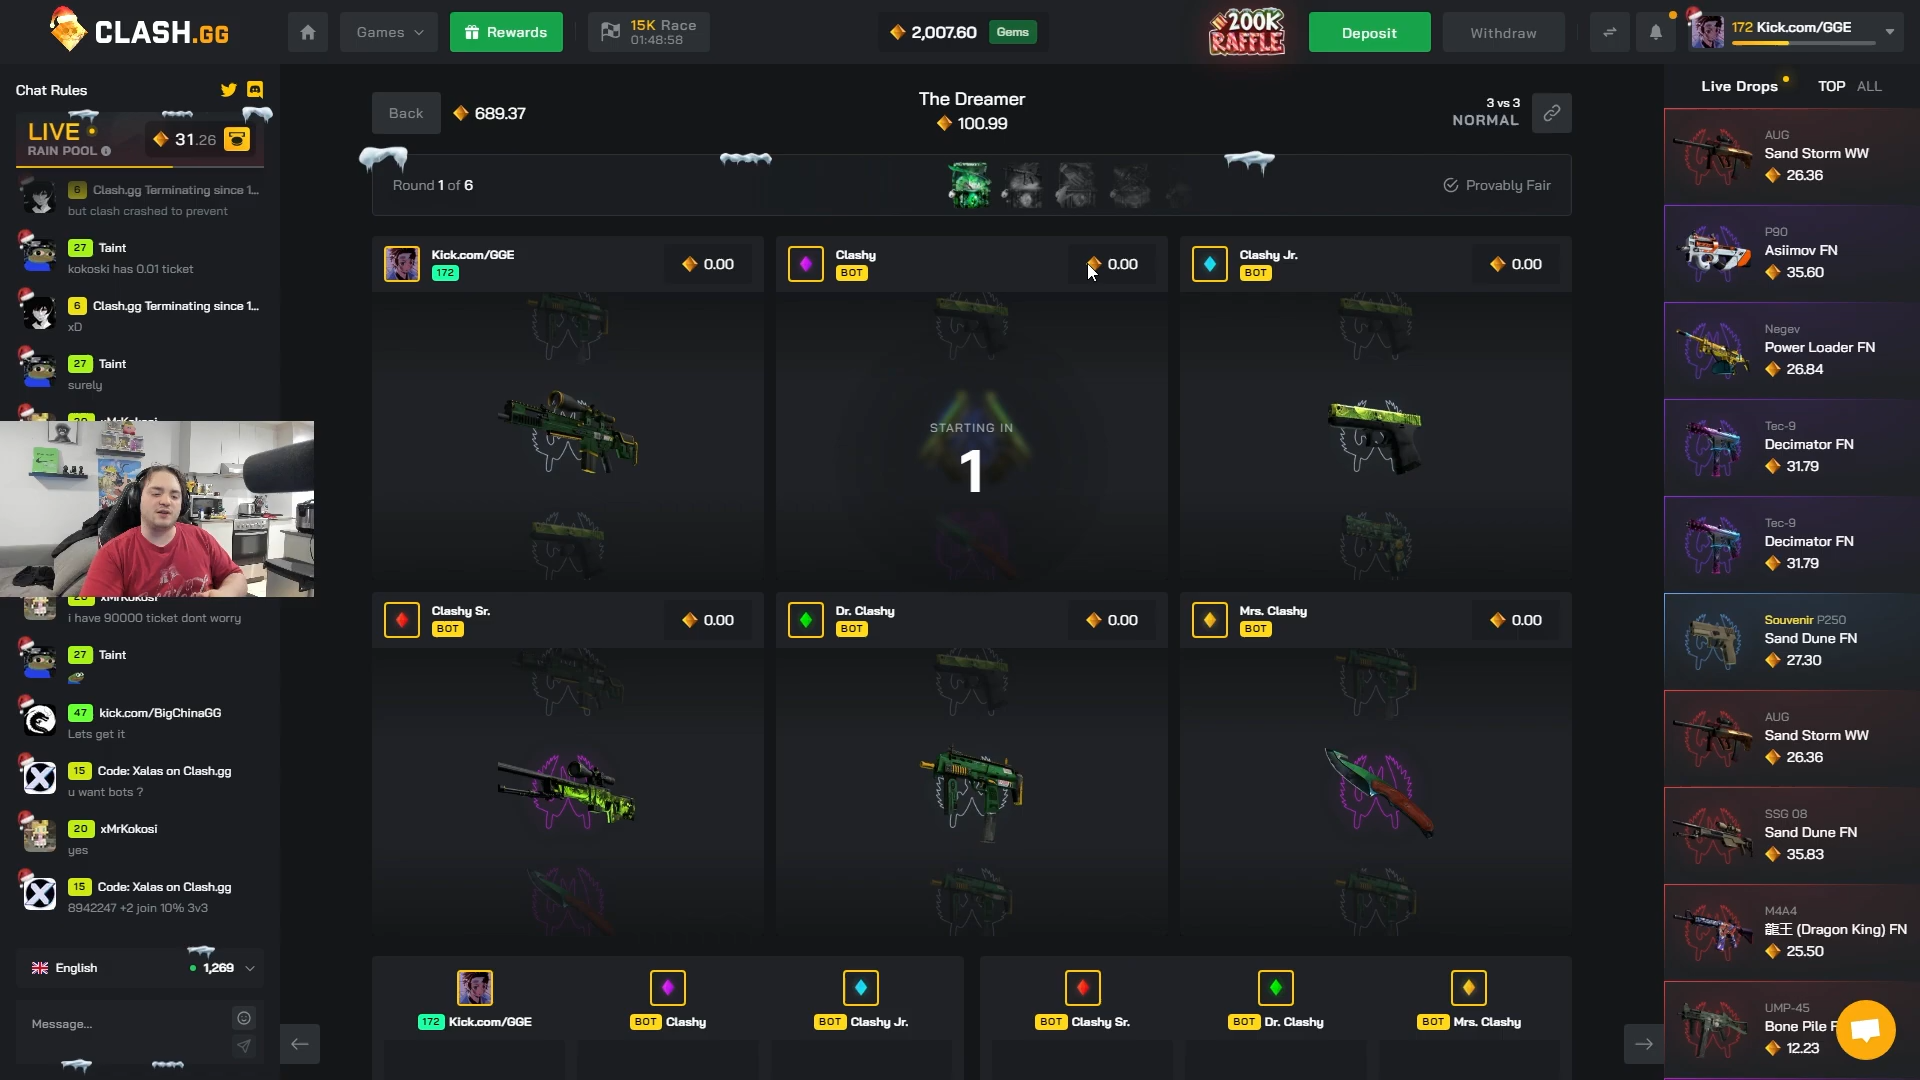 CLASH.GG
Games
Rewards
15K Race
01:48:58
2,007.60
Gems
200K
RAFFLE
Deposit
Withdraw
172 Kick.com/GGE
Chat Rules
LIVE
RAIN POOL
31.26
6 Clash.gg Terminating since 1...
but clash crashed to prevent
27 Taint
kokoski has 0.01 ticket
6 Clash.gg Terminating since 1...
xD
27 Taint
surely
20 xMrKokosi
20 xMrKokosi
i have 90000 ticket dont worry
27 Taint
47 kick.com/BigChinaGG
Lets get it
15 Code: Xalas on Clash.gg
u want bots ?
20 xMrKokosi
yes
15 Code: Xalas on Clash.gg
8942247 +2 join 10% 3v3
English
1,269
Message...
Back
689.37
The Dreamer
100.99
3 vs 3
NORMAL
Round 1 of 6
Provably Fair
Kick.com/GGE
172
0.00
Clashy
BOT
0.00
Clashy Jr.
BOT
0.00
STARTING IN
1
Clashy Sr.
BOT
0.00
Dr. Clashy
BOT
0.00
Mrs. Clashy
BOT
0.00
172 Kick.com/GGE
BOT Clashy
BOT Clashy Jr.
BOT Clashy Sr.
BOT Dr. Clashy
BOT Mrs. Clashy
Live Drops
TOP
ALL
AUG
Sand Storm WW
26.36
P90
Asiimov FN
35.60
Negev
Power Loader FN
26.84
Tec-9
Decimator FN
31.79
Tec-9
Decimator FN
31.79
Souvenir P250
Sand Dune FN
27.30
AUG
Sand Storm WW
26.36
SSG 08
Sand Dune FN
35.83
M4A4
龍王 (Dragon King) FN
25.50
UMP-45
Bone Pile F
12.23